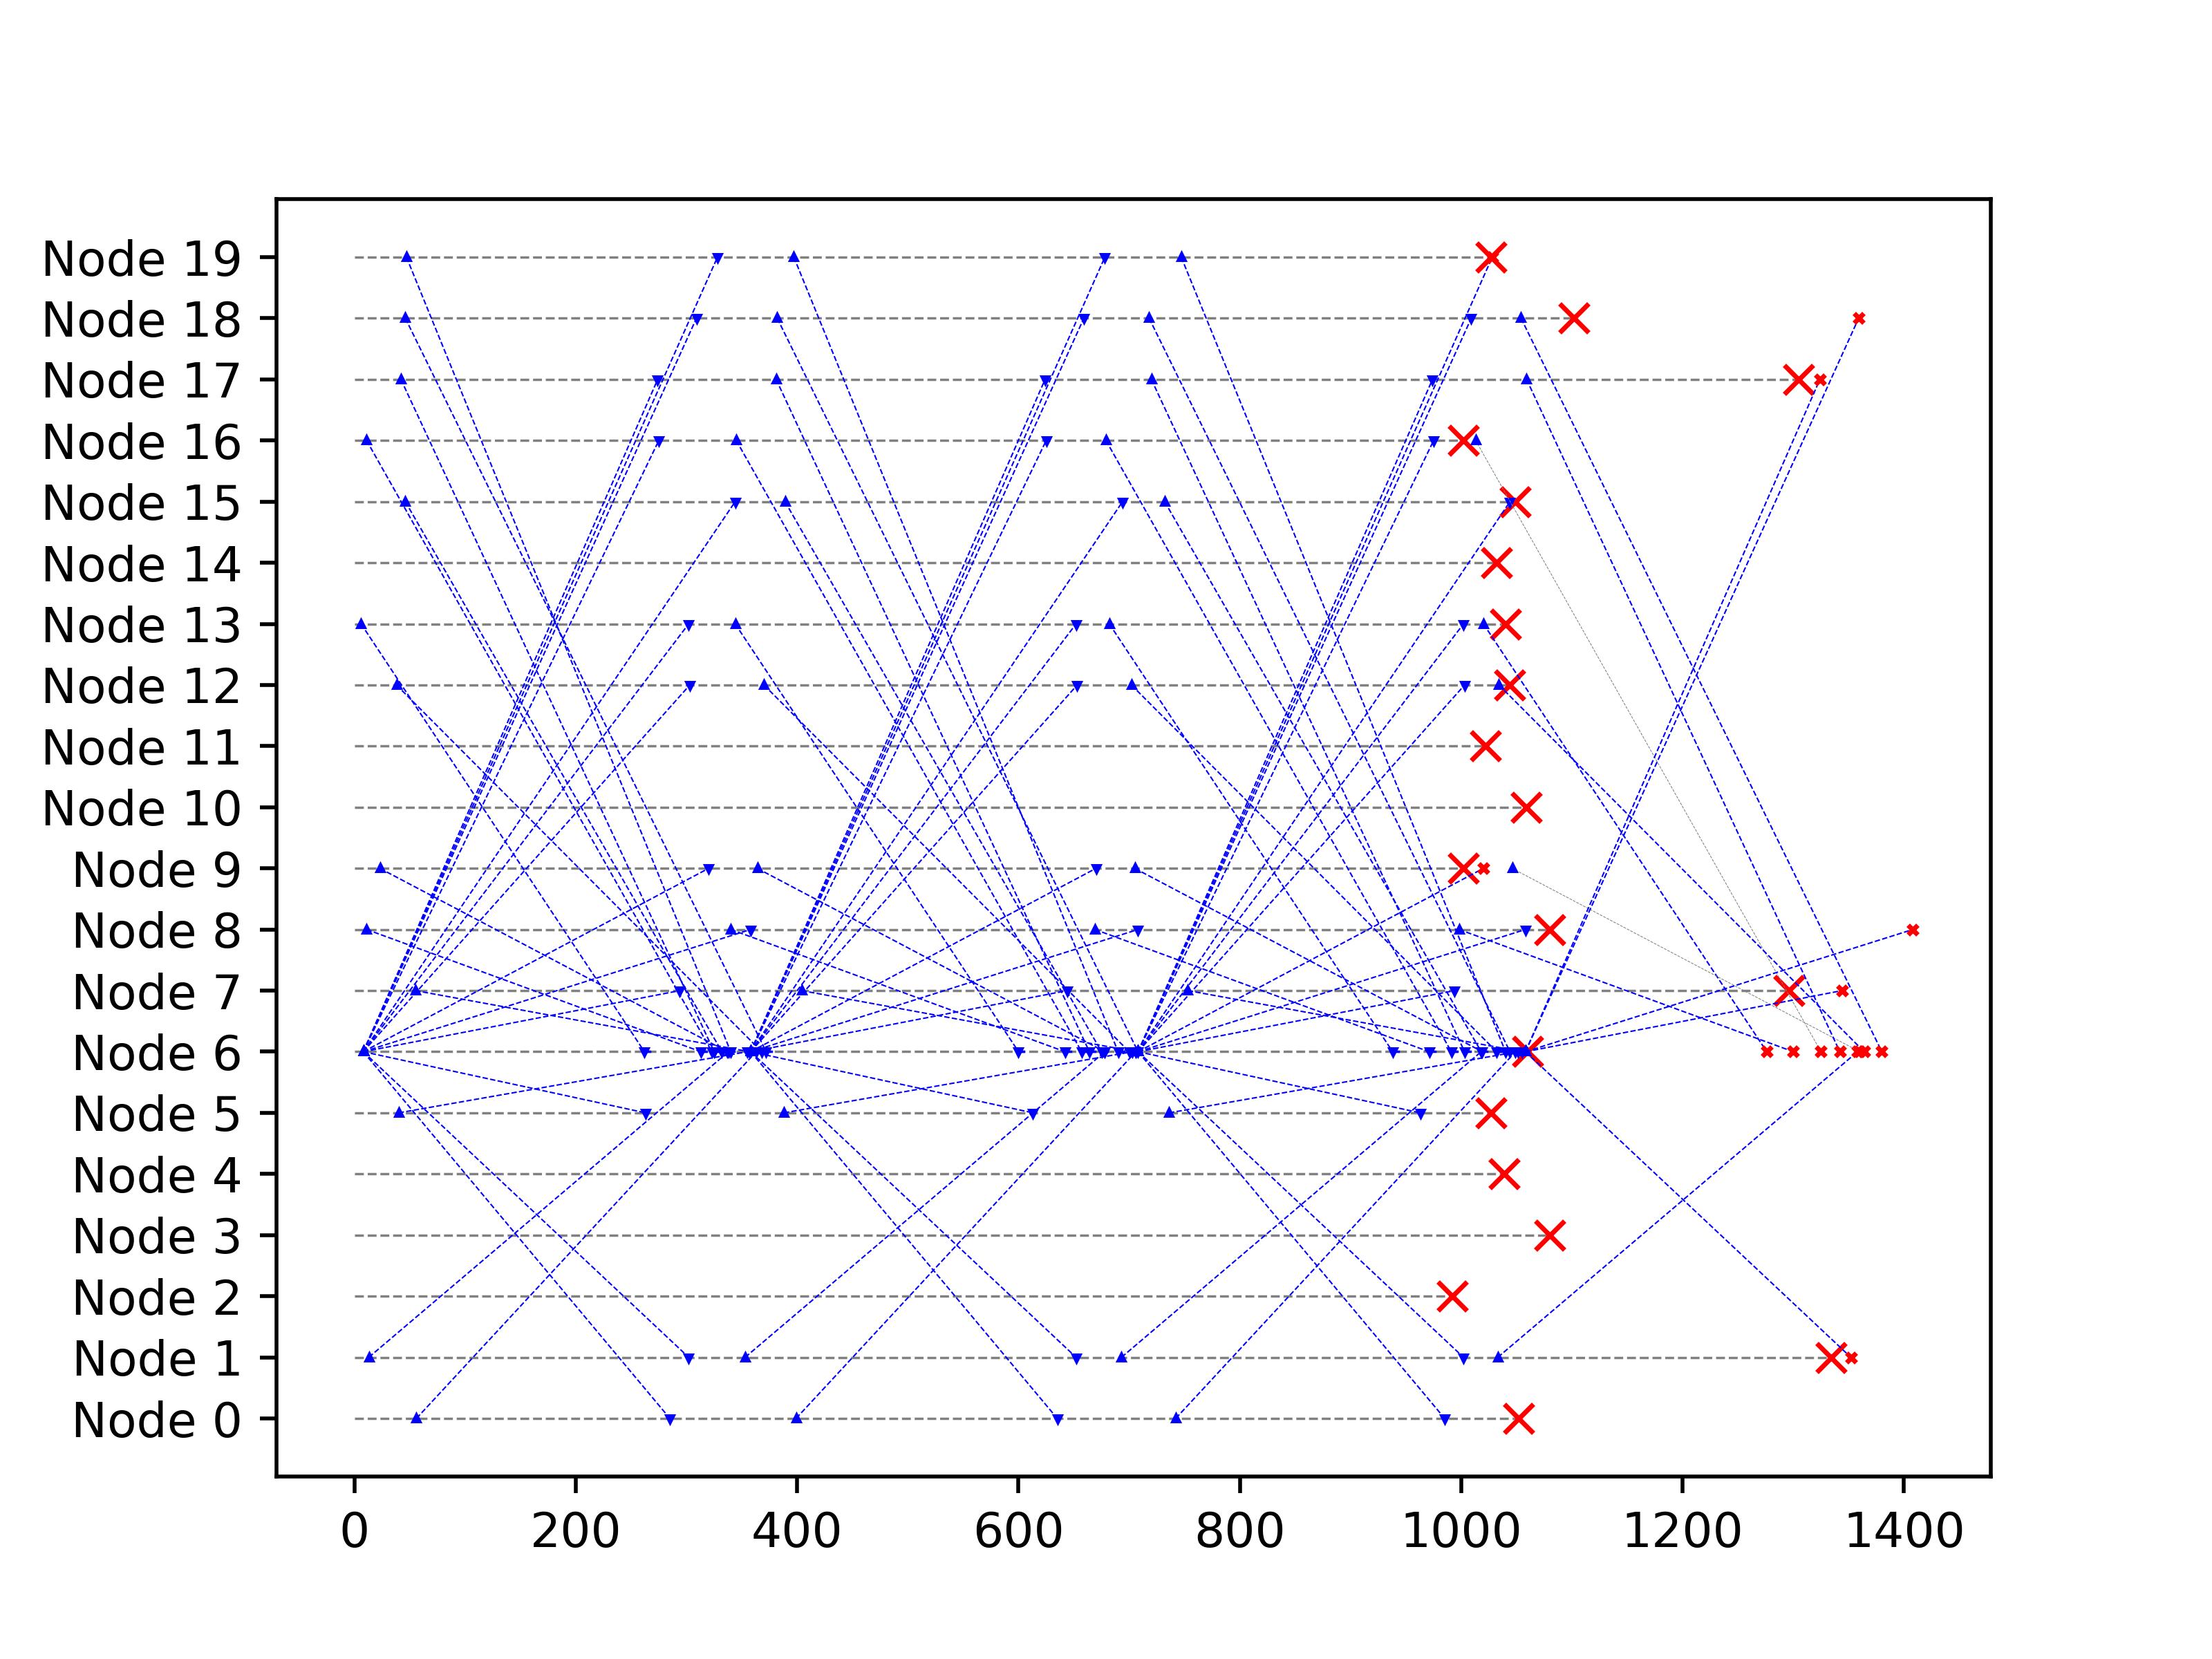 Node 19
Node 18
Node 17
Node 16
Node 15
Node 14
Node 13
Node 12
Node 11
Node 10
Node 9
Node 8
Node 7
Node 6
Node 5
Node 4
Node 3
Node 2
Node 1
Node 0
0 200 400 600 800 1000 1200 1400